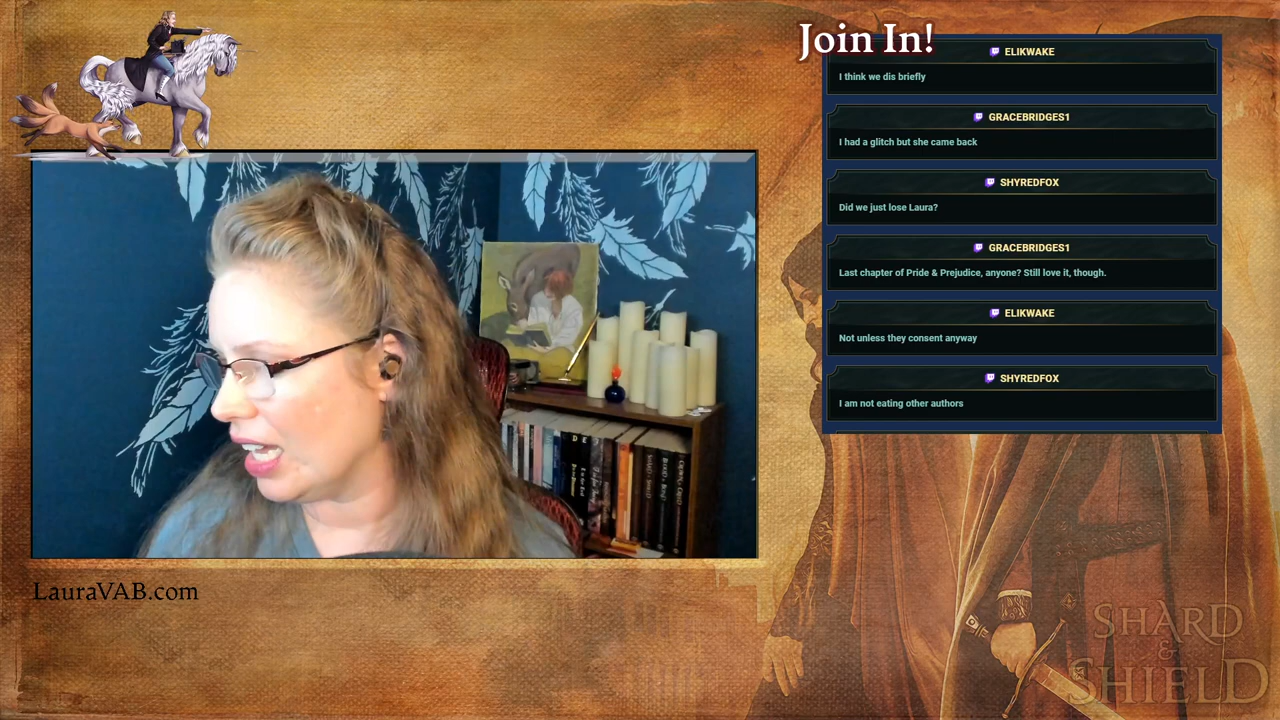 Join In!
ELIKWAKE
I think we dis briefly
GRACEBRIDGES1
I had a glitch but she came back
SHYREDFOX
Did we just lose Laura?
GRACEBRIDGES1
Last chapter of Pride & Prejudice, anyone? Still love it, though.
ELIKWAKE
Not unless they consent anyway
SHYREDFOX
I am not eating other authors
LauraVAB.com
SHARD
&
SHIELD